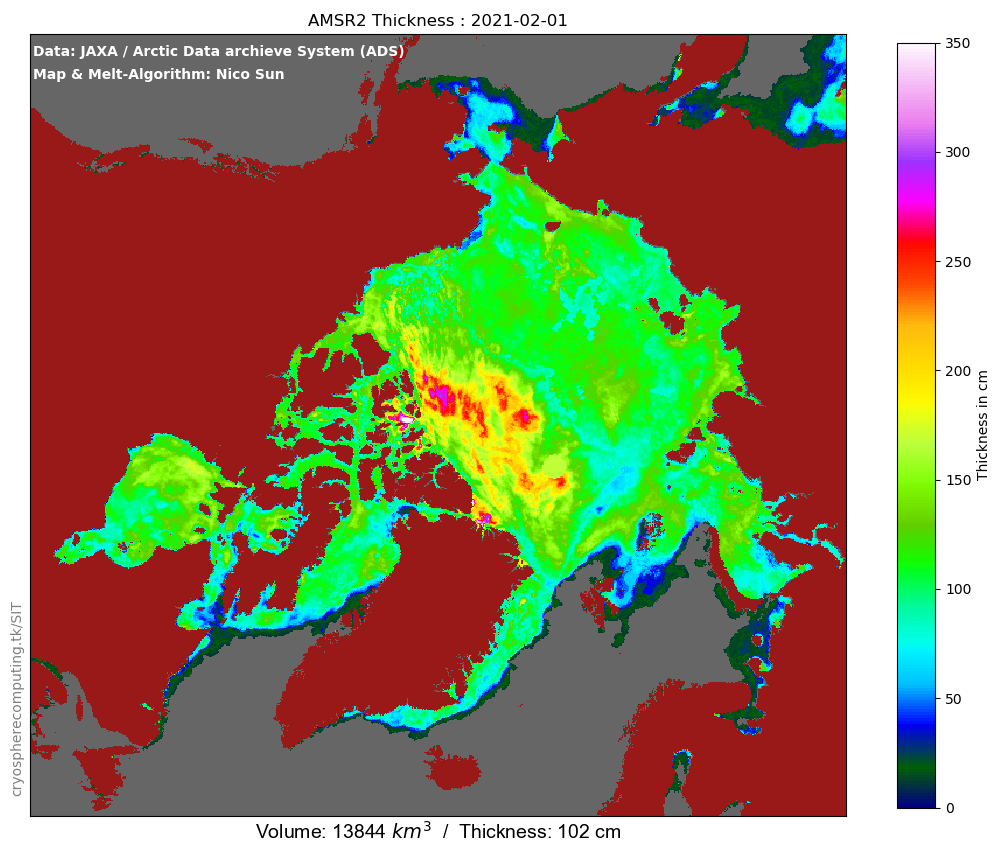 AMSR2 Thickness : 2021-02-01
Data: JAXA / Arctic Data archieve System (ADS)
Map & Melt-Algorithm: Nico Sun
350
300
250
200
150
100
50
0
Thickness in cm
cryospherecomputing.tk/SIT
Volume: 13844 km³ / Thickness: 102 cm